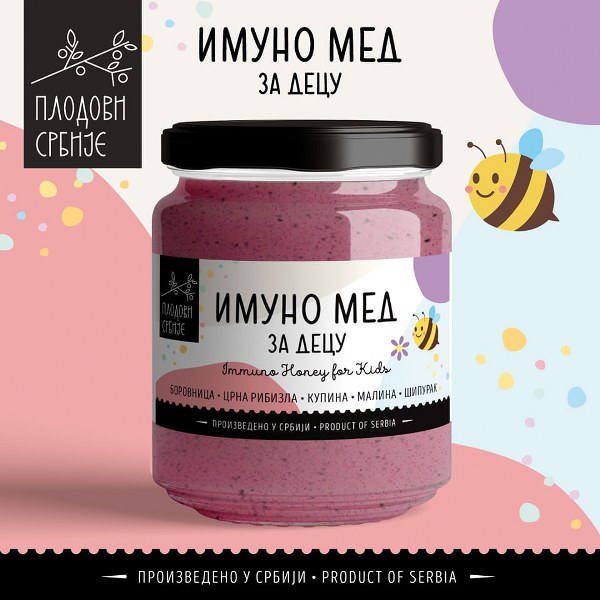 ПЛОДОВИ
СРБИЈЕ
ИМУНО МЕД
ЗА ДЕЦУ
ПЛОДОВИ
СРБИЈЕ
ИМУНО МЕД
ЗА ДЕЦУ
Immuno Honey for Kids
БОРОВНИЦА • ЦРНА РИБИЗЛА • КУПИНА • МАЛИНА • ШИПУРАК
ПРОИЗВЕДЕНО У СРБИЈИ • PRODUCT OF SERBIA
ПРОИЗВЕДЕНО У СРБИЈИ • PRODUCT OF SERBIA